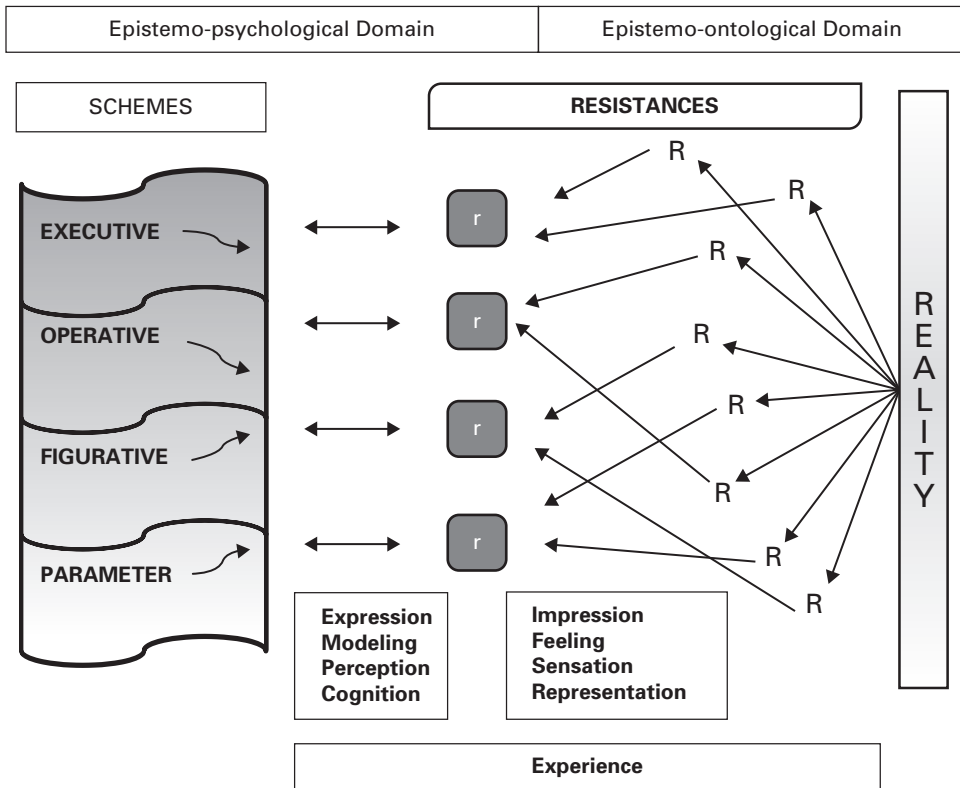 Epistemo-psychological Domain
Epistemo-ontological Domain
SCHEMES
RESISTANCES
EXECUTIVE
OPERATIVE
FIGURATIVE
PARAMETER
r
r
r
r
R
R
R
R
R
R
R
R
REALITY
Expression
Modeling
Perception
Cognition
Impression
Feeling
Sensation
Representation
Experience